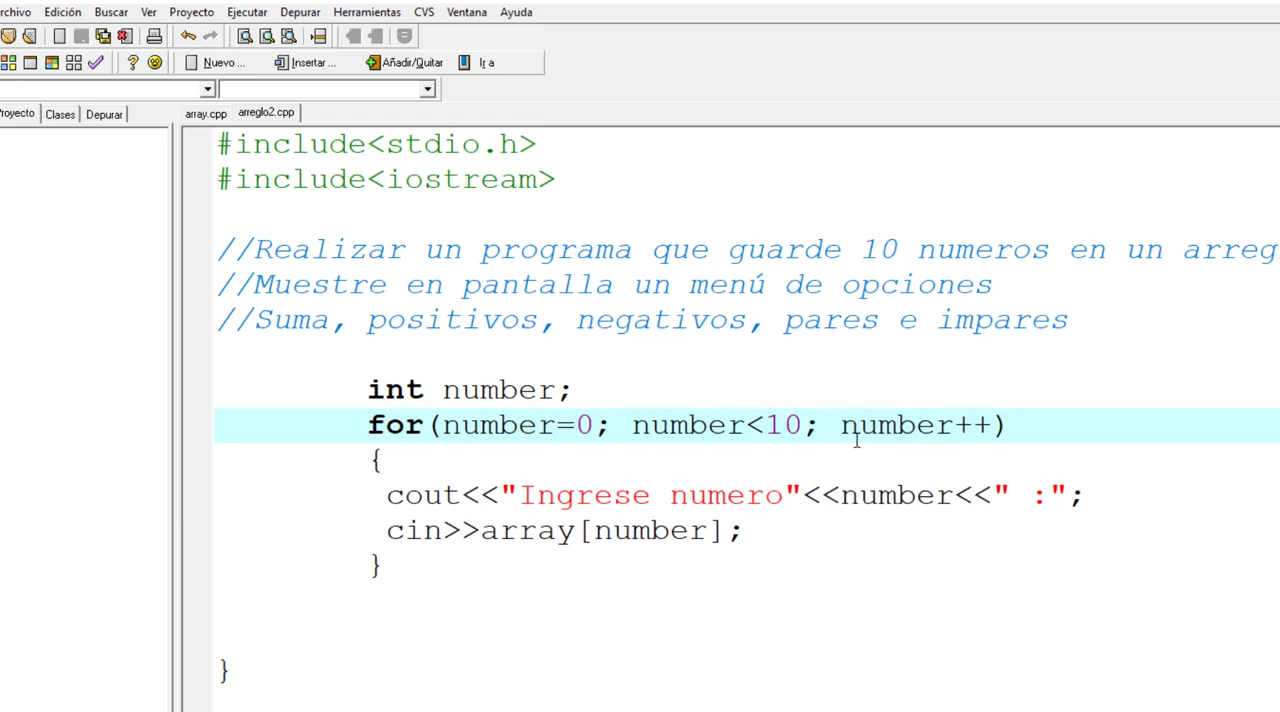 rchivo Edición Buscar Ver Proyecto Ejecutar Depurar Herramientas CVS Ventana Ayuda
Nuevo ... Insertar ... Añadir/Quitar Ir a
royecto Clases Depurar array.cpp arreglo2.cpp
#include<stdio.h>
#include<iostream>
//Realizar un programa que guarde 10 numeros en un arreg
//Muestre en pantalla un menú de opciones
//Suma, positivos, negativos, pares e impares
int number;
for(number=0; number<10; number++)
{
cout<<"Ingrese numero"<<number<<" :";
cin>>array[number];
}
}